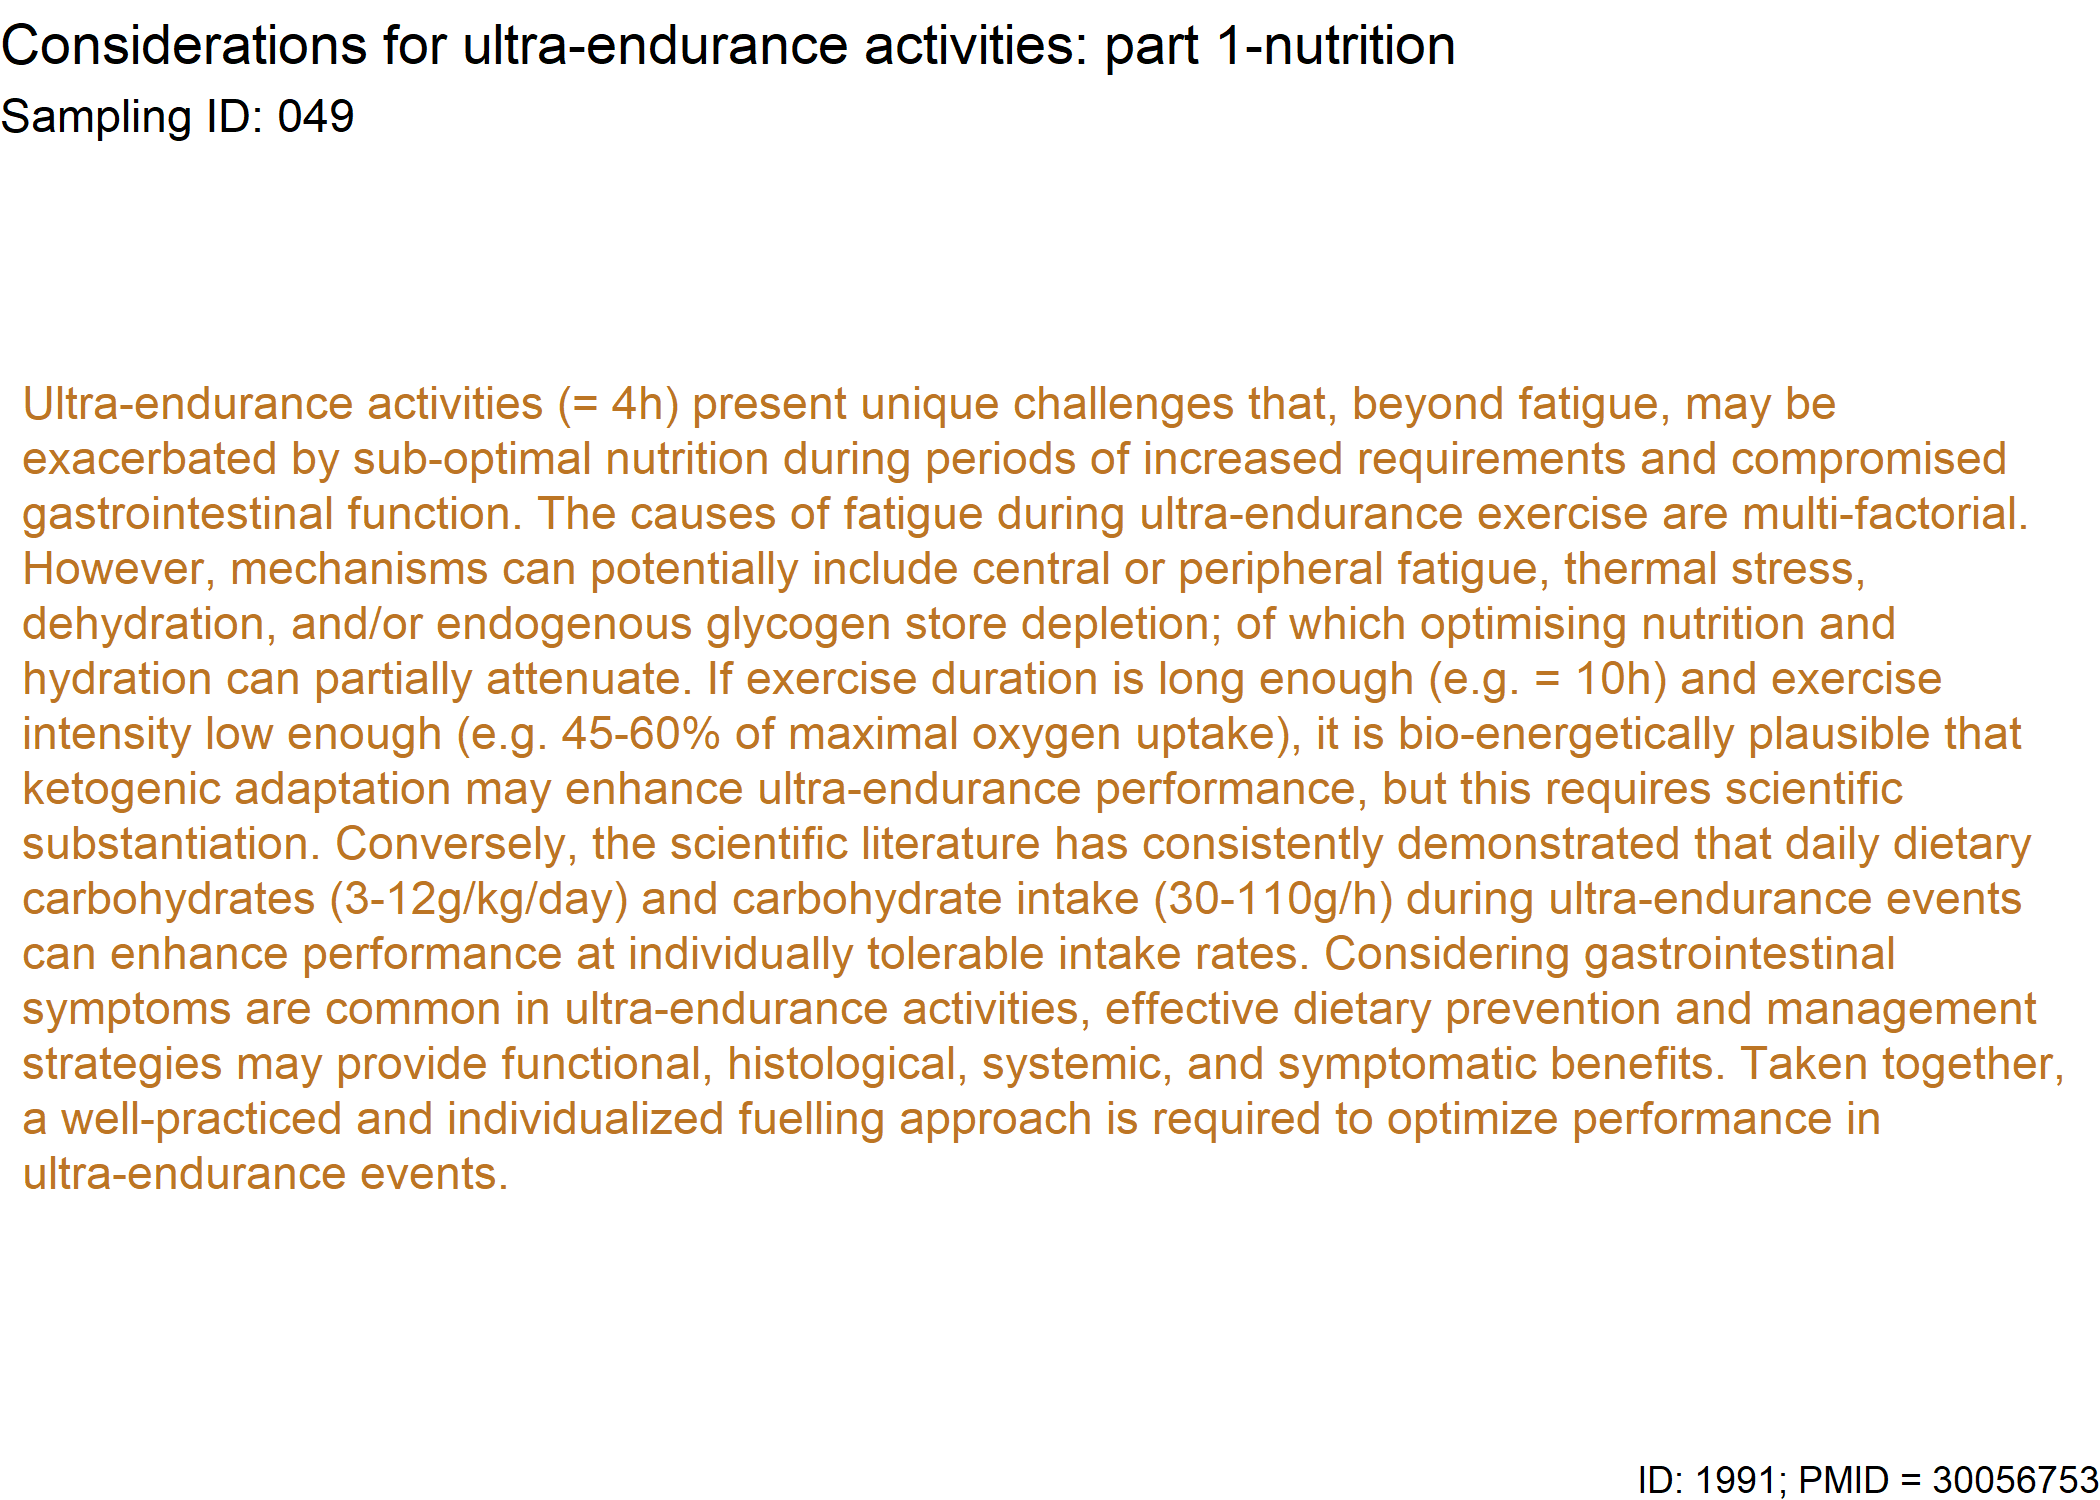 Considerations for ultra-endurance activities: part 1-nutrition
Sampling ID: 049
Ultra-endurance activities (= 4h) present unique challenges that, beyond fatigue, may be
exacerbated by sub-optimal nutrition during periods of increased requirements and compromised
gastrointestinal function. The causes of fatigue during ultra-endurance exercise are multi-factorial.
However, mechanisms can potentially include central or peripheral fatigue, thermal stress,
dehydration, and/or endogenous glycogen store depletion; of which optimising nutrition and
hydration can partially attenuate. If exercise duration is long enough (e.g. = 10h) and exercise
intensity low enough (e.g. 45-60% of maximal oxygen uptake), it is bio-energetically plausible that
ketogenic adaptation may enhance ultra-endurance performance, but this requires scientific
substantiation. Conversely, the scientific literature has consistently demonstrated that daily dietary
carbohydrates (3-12g/kg/day) and carbohydrate intake (30-110g/h) during ultra-endurance events
can enhance performance at individually tolerable intake rates. Considering gastrointestinal
symptoms are common in ultra-endurance activities, effective dietary prevention and management
strategies may provide functional, histological, systemic, and symptomatic benefits. Taken together,
a well-practiced and individualized fuelling approach is required to optimize performance in
ultra-endurance events.
ID: 1991; PMID = 30056753